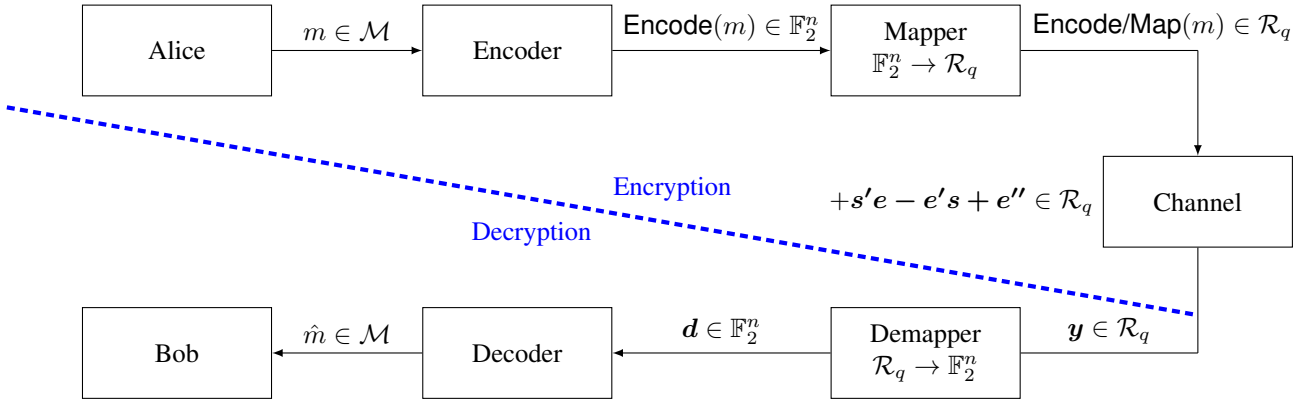 Alice
m ∈ ℳ
Encoder
Encode(m) ∈ 𝔽₂ⁿ
Mapper
𝔽₂ⁿ → ℛ_q
Encode/Map(m) ∈ ℛ_q
Encryption
+s′e − e′s + e″ ∈ ℛ_q
Channel
Decryption
Bob
m̂ ∈ ℳ
Decoder
d ∈ 𝔽₂ⁿ
Demapper
ℛ_q → 𝔽₂ⁿ
y ∈ ℛ_q